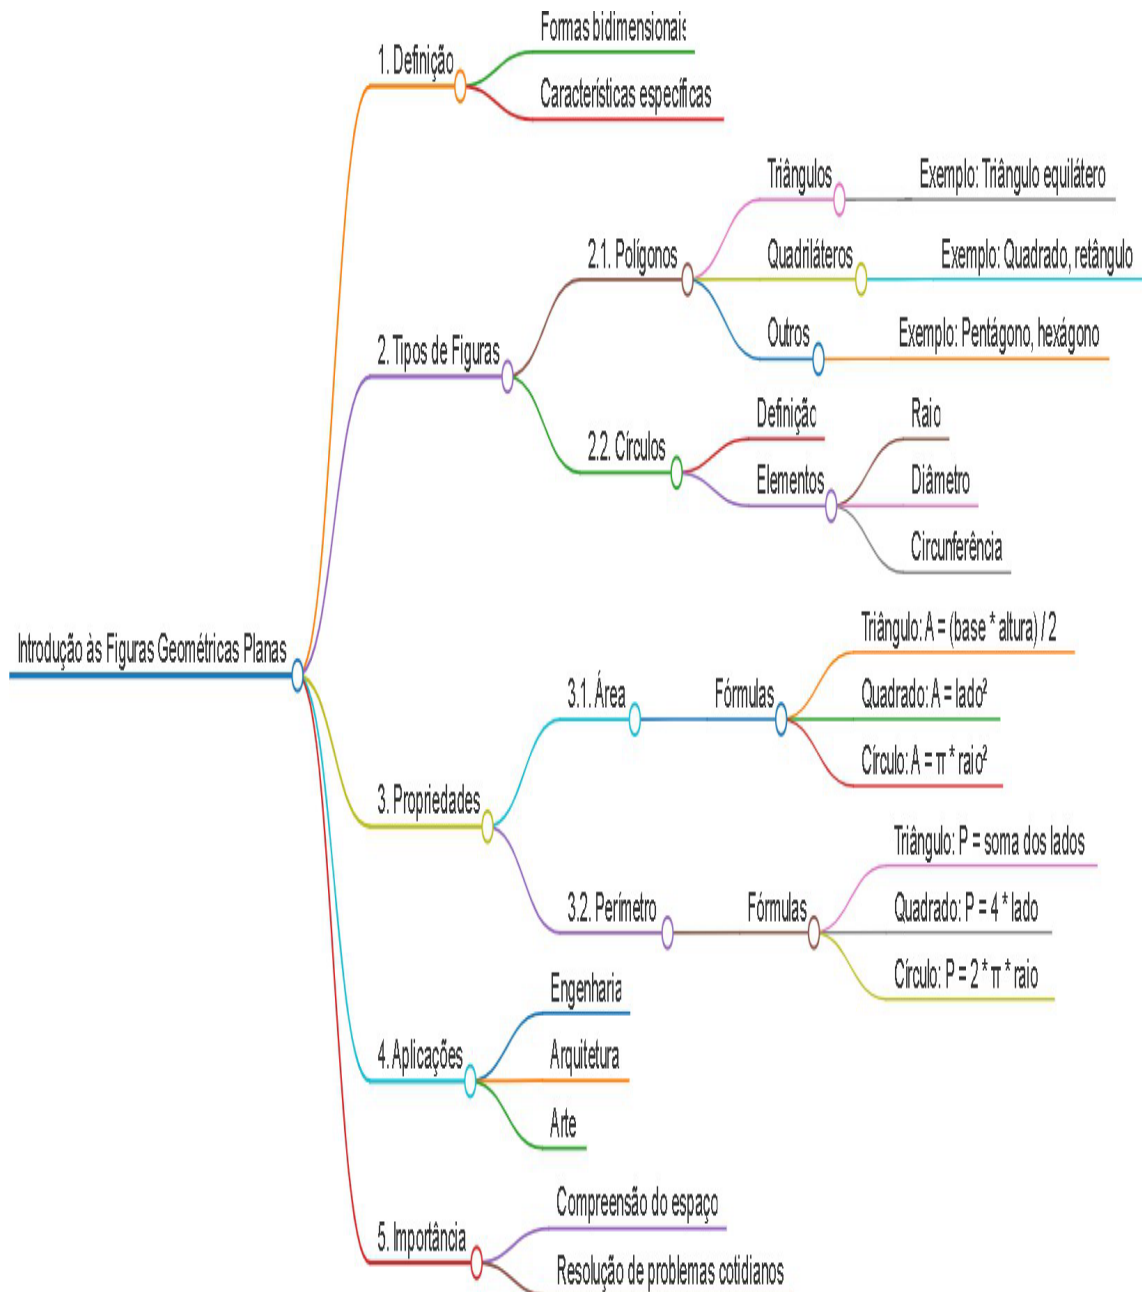 Introdução às Figuras Geométricas Planas
1. Definição
Formas bidimensionais
Características específicas
2. Tipos de Figuras
2.1. Polígonos
Triângulos
Exemplo: Triângulo equilátero
Quadriláteros
Exemplo: Quadrado, retângulo
Outros
Exemplo: Pentágono, hexágono
2.2. Círculos
Definição
Elementos
Raio
Diâmetro
Circunferência
3. Propriedades
3.1. Área
Fórmulas
Triângulo: A = (base * altura) / 2
Quadrado: A = lado²
Círculo: A = π * raio²
3.2. Perímetro
Fórmulas
Triângulo: P = soma dos lados
Quadrado: P = 4 * lado
Círculo: P = 2 * π * raio
4. Aplicações
Engenharia
Arquitetura
Arte
5. Importância
Compreensão do espaço
Resolução de problemas cotidianos